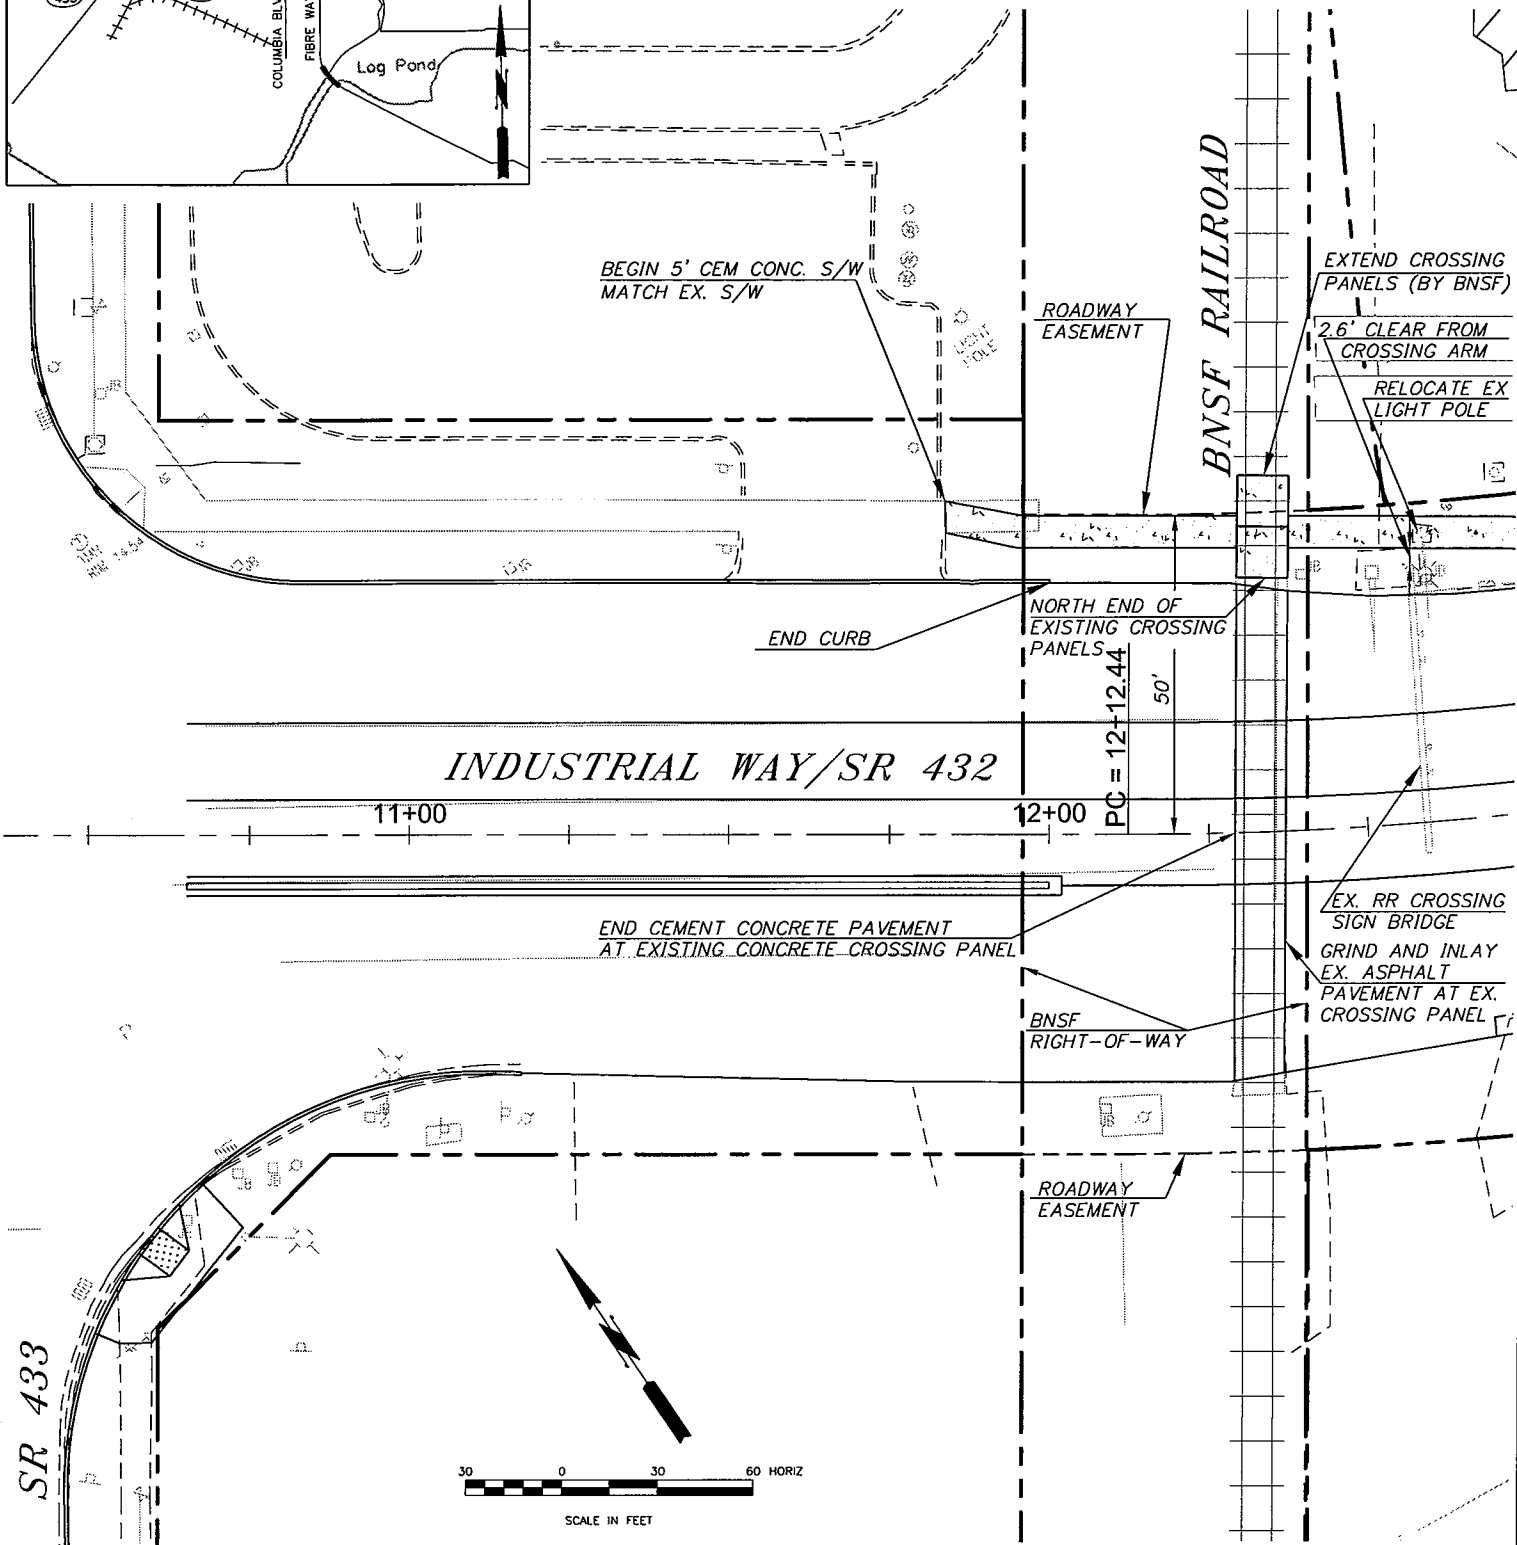 COLUMBIA BLV
FIBRE WA
Log Pond
N
BNSF RAILROAD
BEGIN 5' CEM CONC. S/W
MATCH EX. S/W
LIGHT
POLE
ROADWAY
EASEMENT
EXTEND CROSSING
PANELS (BY BNSF)
2.6' CLEAR FROM
CROSSING ARM
RELOCATE EX
LIGHT POLE
END CURB
NORTH END OF
EXISTING CROSSING
PANELS
PC = 12+12.44
50'
INDUSTRIAL WAY/SR 432
11+00
12+00
END CEMENT CONCRETE PAVEMENT
AT EXISTING CONCRETE CROSSING PANEL
EX. RR CROSSING
SIGN BRIDGE
GRIND AND INLAY
EX. ASPHALT
PAVEMENT AT EX.
CROSSING PANEL
BNSF
RIGHT-OF-WAY
ROADWAY
EASEMENT
SR 433
N
30 0 30 60 HORIZ
SCALE IN FEET